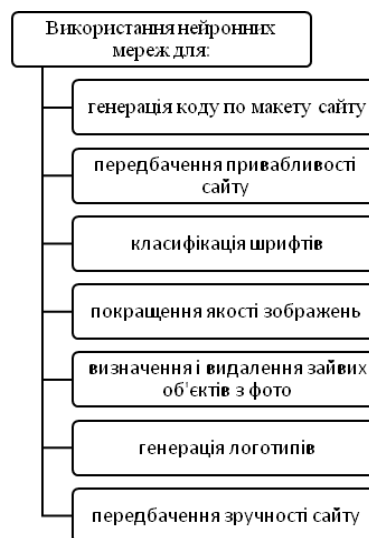 Використання нейронних
мереж для:
генерація коду по макету сайту
передбачення привабливості
сайту
класифікація шрифтів
покращення якості зображень
визначення і видалення зайвих
об'єктів з фото
генерація логотипів
передбачення зручності сайту